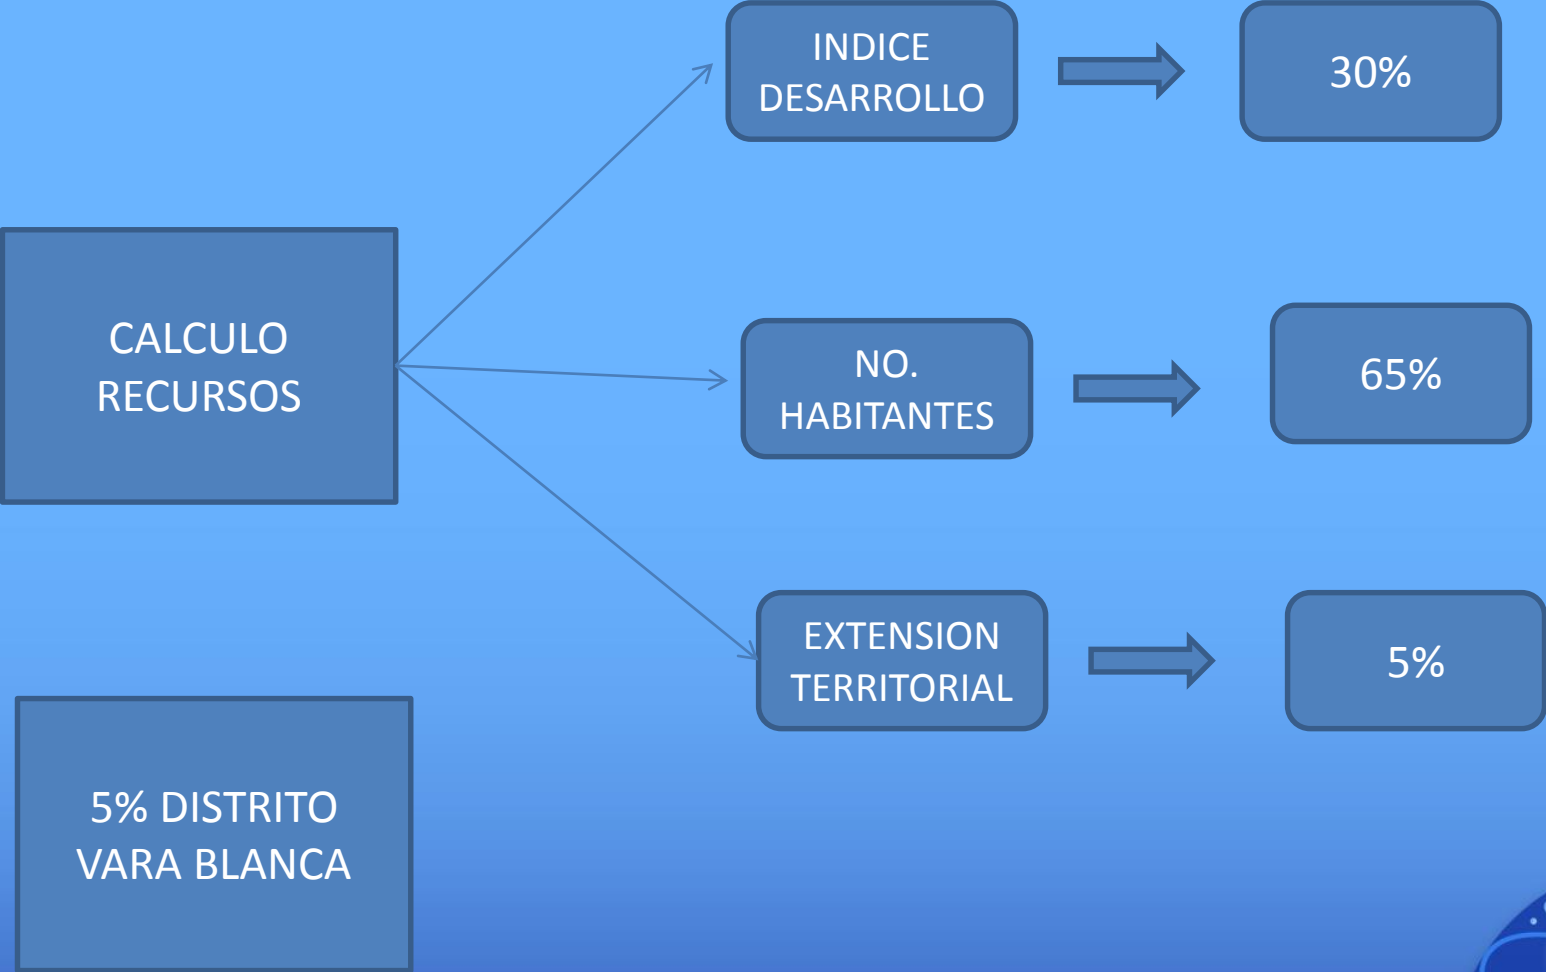 INDICE
DESARROLLO
30%
CALCULO
RECURSOS
NO.
HABITANTES
65%
EXTENSION
TERRITORIAL
5%
5% DISTRITO
VARA BLANCA